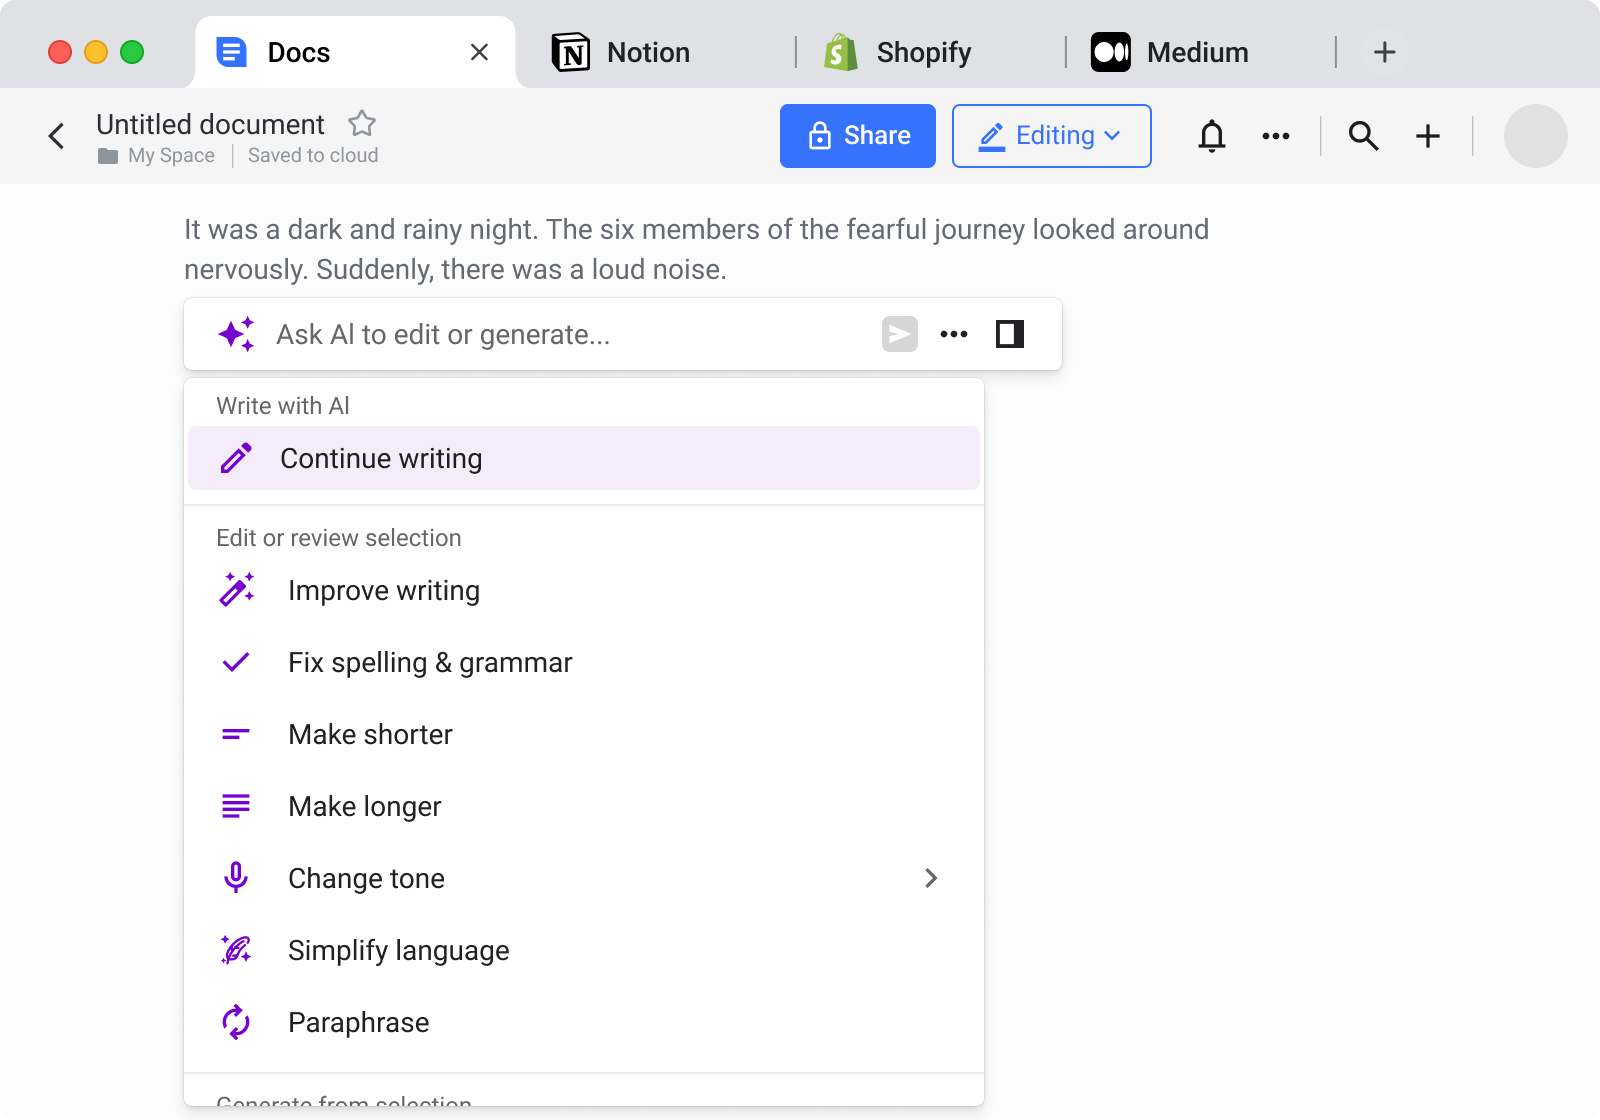 Docs
Notion
Shopify
Medium
Untitled document
My Space
Saved to cloud
Share
Editing
It was a dark and rainy night. The six members of the fearful journey looked around
nervously. Suddenly, there was a loud noise.
Ask AI to edit or generate...
Write with AI
Continue writing
Edit or review selection
Improve writing
Fix spelling & grammar
Make shorter
Make longer
Change tone
Simplify language
Paraphrase
Generate from selection